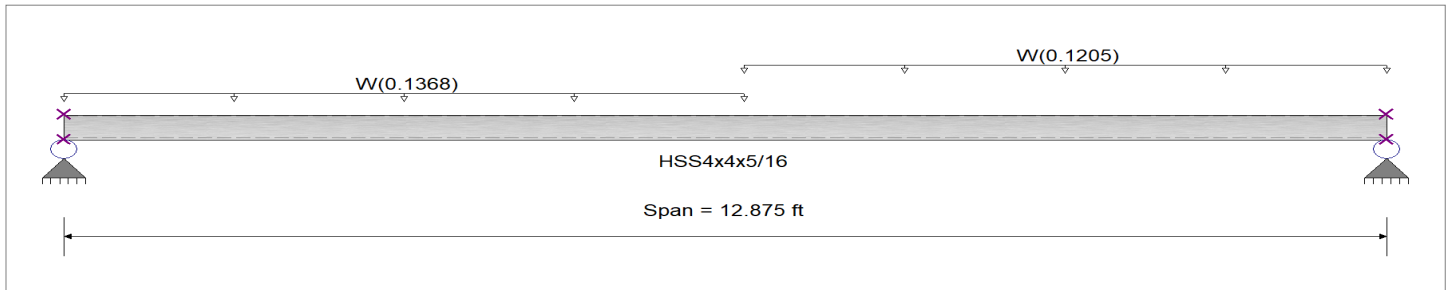 W(0.1205)
W(0.1368)
HSS4x4x5/16
Span = 12.875 ft